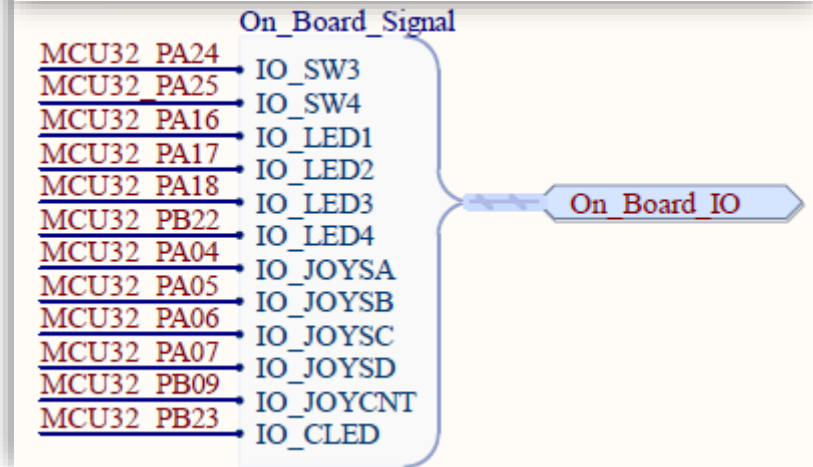 On_Board_Signal
MCU32_PA24 IO_SW3
MCU32_PA25 IO_SW4
MCU32_PA16 IO_LED1
MCU32_PA17 IO_LED2
MCU32_PA18 IO_LED3
MCU32_PB22 IO_LED4
MCU32_PA04 IO_JOYSA
MCU32_PA05 IO_JOYSB
MCU32_PA06 IO_JOYSC
MCU32_PA07 IO_JOYSD
MCU32_PB09 IO_JOYCNT
MCU32_PB23 IO_CLED
On_Board_IO